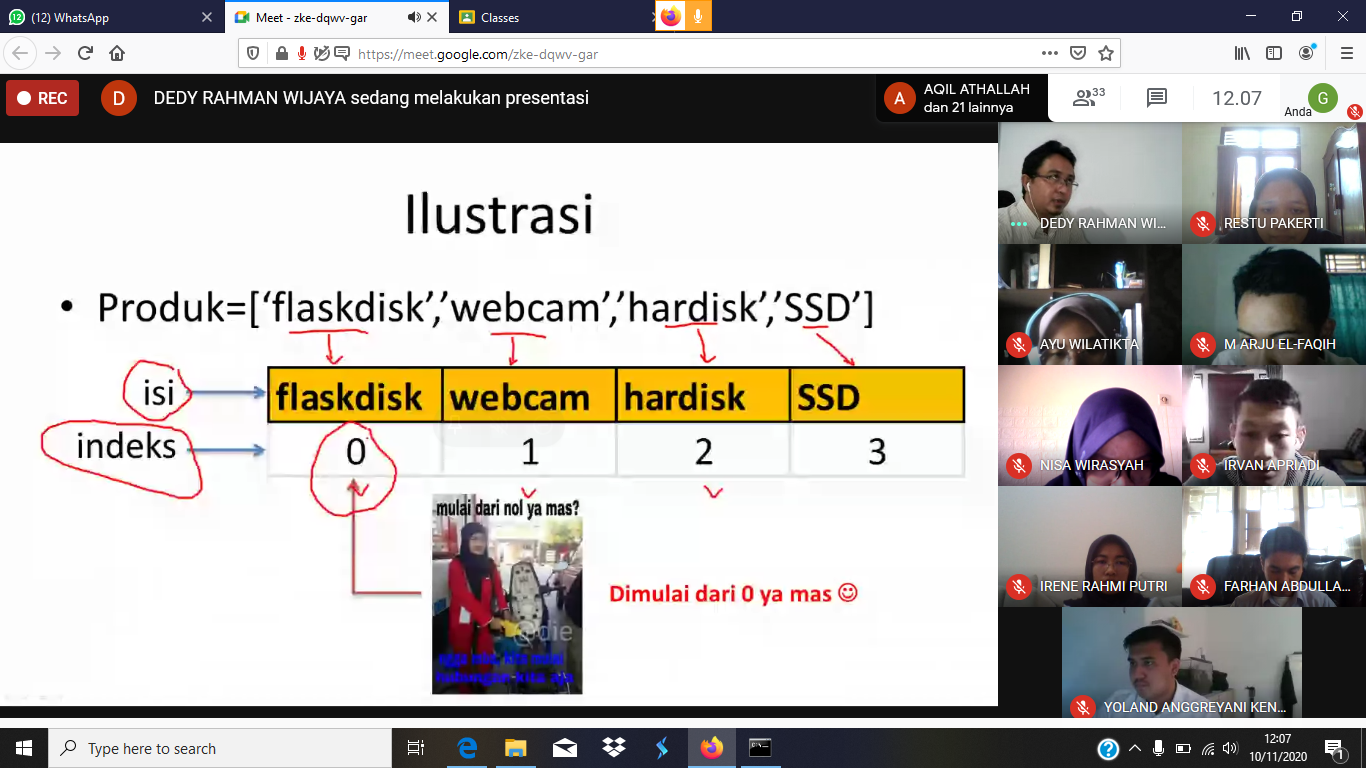 (12) WhatsApp
Meet - zke-dqwv-gar
Classes
https://meet.google.com/zke-dqwv-gar
REC
D
DEDY RAHMAN WIJAYA sedang melakukan presentasi
A
AQIL ATHALLAH
dan 21 lainnya
33
12.07
Anda
G
Ilustrasi
• Produk=[‘flaskdisk’,’webcam’,’hardisk’,’SSD’]
isi
flaskdisk webcam hardisk SSD
indeks
0 1 2 3
mulai dari nol ya mas?
@die
Dimulai dari 0 ya mas ☺
DEDY RAHMAN WI...
RESTU PAKERTI
AYU WILATIKTA
M ARJU EL-FAQIH
NISA WIRASYAH
IRVAN APRIADI
IRENE RAHMI PUTRI
FARHAN ABDULLA...
YOLAND ANGGREYANI KEN...
Type here to search
12:07
10/11/2020
1